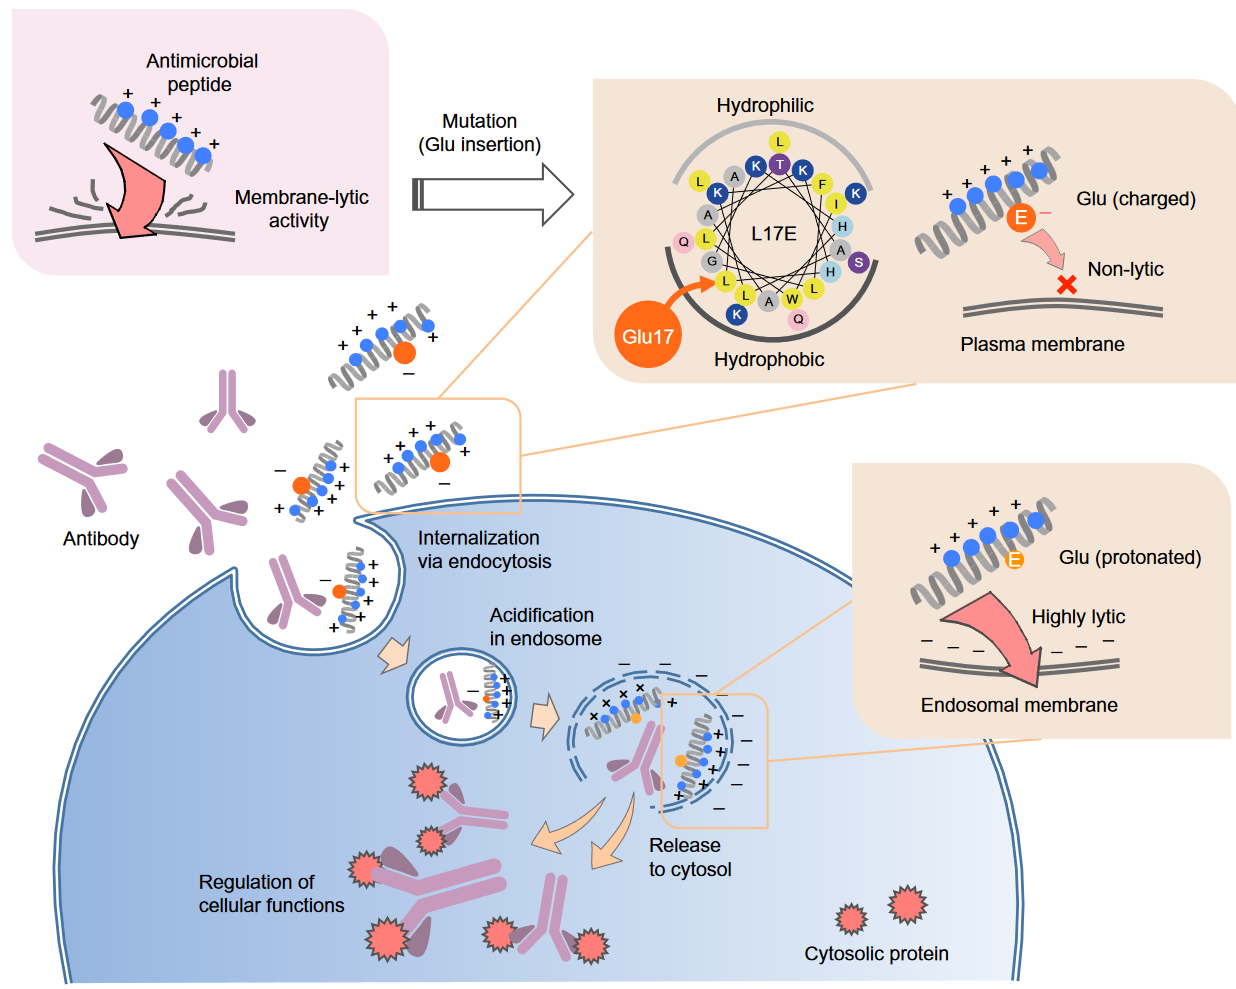 Antimicrobial
peptide
+ + + + +
Membrane-lytic
activity
Mutation
(Glu insertion)
Hydrophilic
L
K T K
A F
L K K
I
A H
L17E
Q L A
S
G H
L L
L A W
K Q
Glu17
Hydrophobic
+ + + + +
E −
Glu (charged)
Non-lytic
Plasma membrane
+ + + + +
−
+ + + + +
−
− + + + + +
Antibody
Internalization
via endocytosis
− + + + + +
Acidification
in endosome
− + + + +
− − − − − − − − −
× × × × +
+ + + + +
+ + + +
E
Glu (protonated)
Highly lytic
− − − − − −
Endosomal membrane
Release
to cytosol
Regulation of
cellular functions
Cytosolic protein